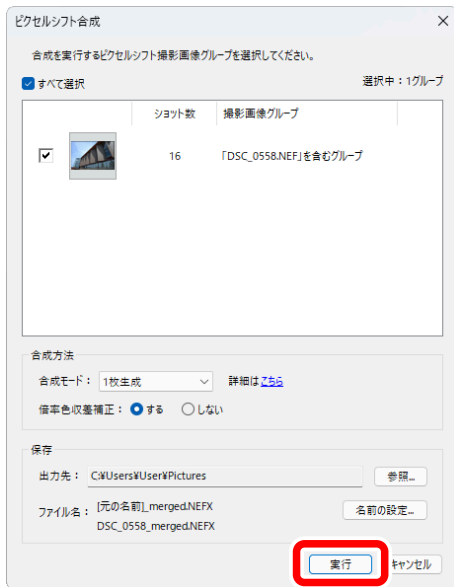 ピクセルシフト合成
合成を実行するピクセルシフト撮影画像グループを選択してください。
すべて選択
選択中：1グループ
ショット数 撮影画像グループ
16 「DSC_0558.NEF」を含むグループ
合成方法
合成モード： 1枚生成 詳細はこちら
倍率色収差補正： する しない
保存
出力先： C:¥Users¥User¥Pictures 参照...
ファイル名： [元の名前]_merged.NEFX 名前の設定...
DSC_0558_merged.NEFX
実行 キャンセル